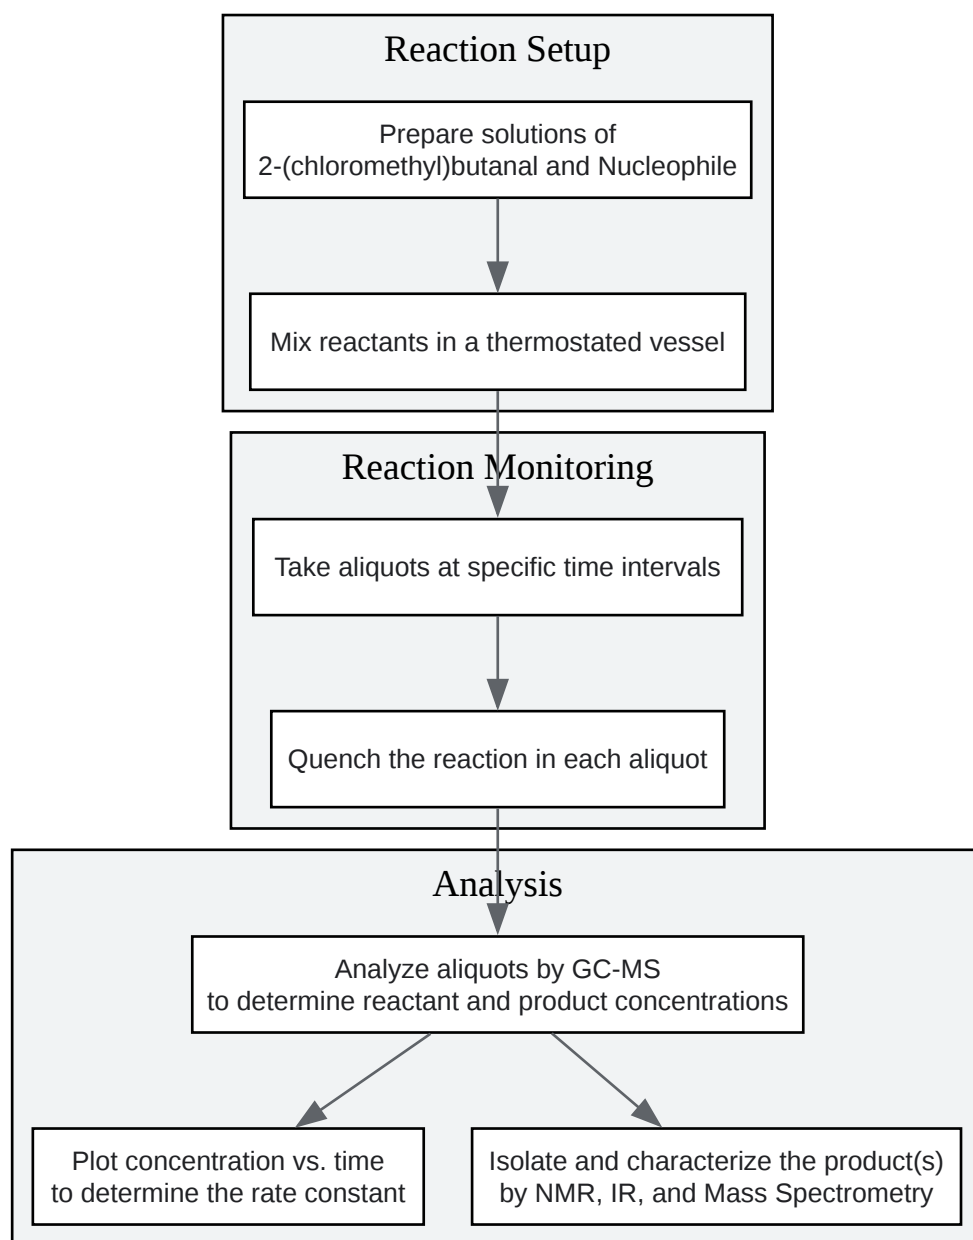 Reaction Setup
Prepare solutions of
2-(chloromethyl)butanal and Nucleophile
Mix reactants in a thermostated vessel
Reaction Monitoring
Take aliquots at specific time intervals
Quench the reaction in each aliquot
Analysis
Analyze aliquots by GC-MS
to determine reactant and product concentrations
Plot concentration vs. time
to determine the rate constant
Isolate and characterize the product(s)
by NMR, IR, and Mass Spectrometry